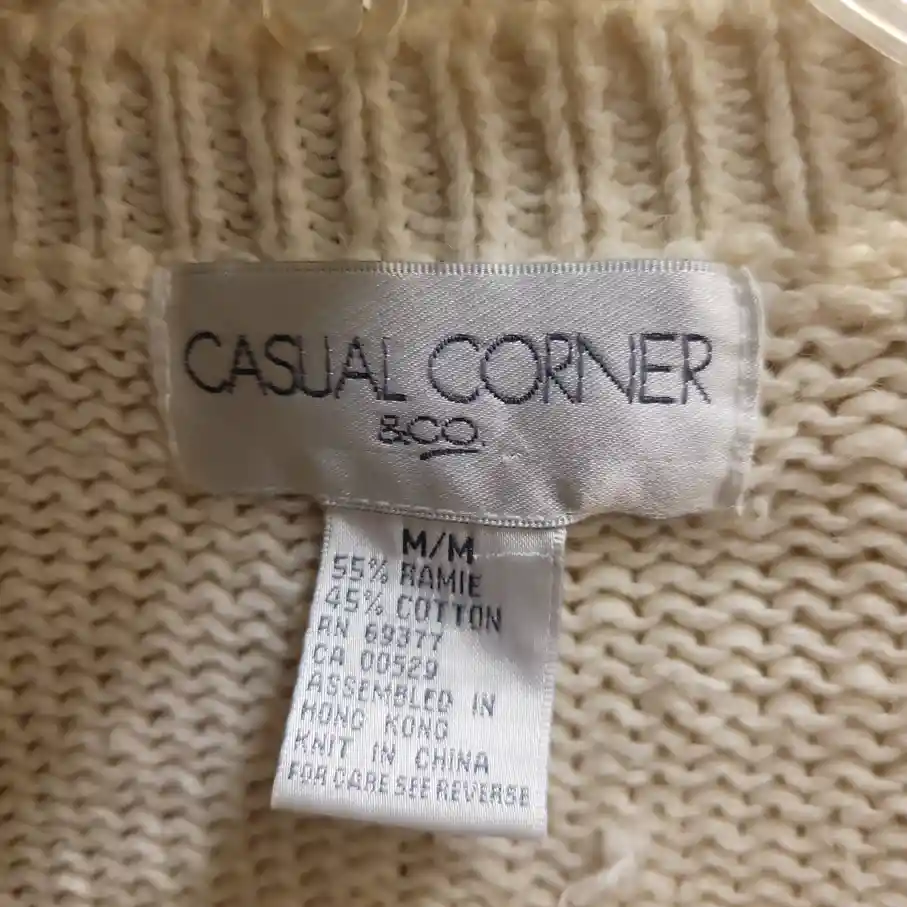 CASUAL CORNER
&CO.
M/M
55% RAMIE
45% COTTON
RN 69377
CA 00529
ASSEMBLED IN
HONG KONG
KNIT IN CHINA
FOR CARE SEE REVERSE